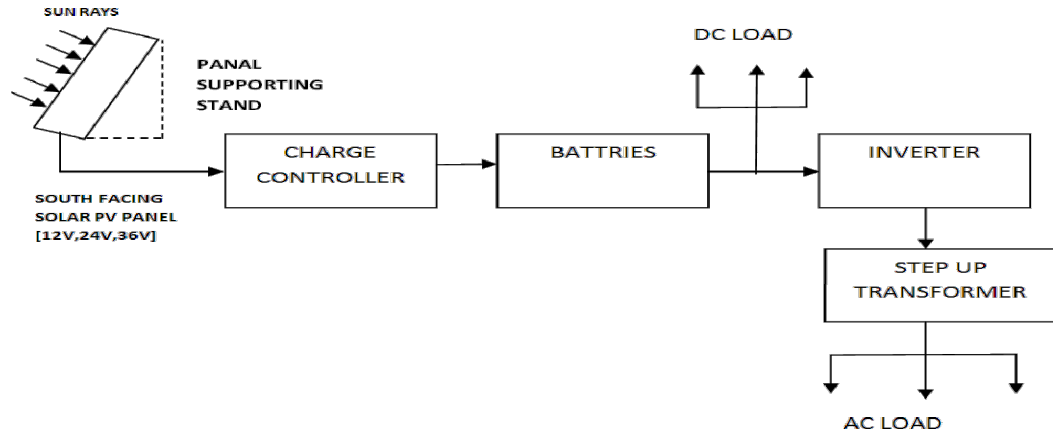 SUN RAYS
PANAL
SUPPORTING
STAND
DC LOAD
CHARGE
CONTROLLER
BATTRIES
INVERTER
SOUTH FACING
SOLAR PV PANEL
[12V,24V,36V]
STEP UP
TRANSFORMER
AC LOAD